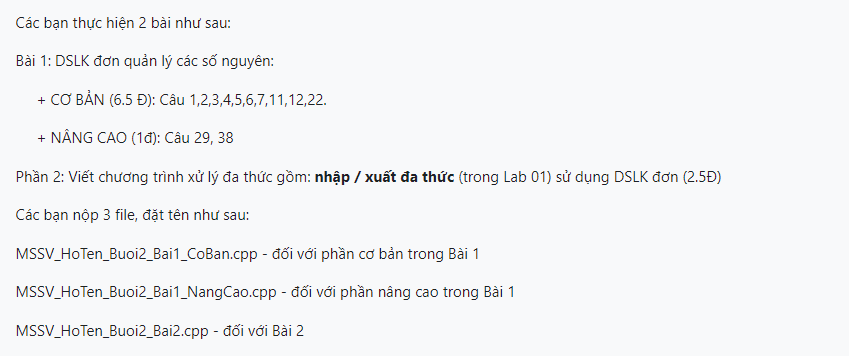 Các bạn thực hiện 2 bài như sau:
Bài 1: DSLK đơn quản lý các số nguyên:
+ CƠ BẢN (6.5 Đ): Câu 1,2,3,4,5,6,7,11,12,22.
+ NÂNG CAO (1đ): Câu 29, 38
Phần 2: Viết chương trình xử lý đa thức gồm: nhập / xuất đa thức (trong Lab 01) sử dụng DSLK đơn (2.5Đ)
Các bạn nộp 3 file, đặt tên như sau:
MSSV_HoTen_Buoi2_Bai1_CoBan.cpp - đối với phần cơ bản trong Bài 1
MSSV_HoTen_Buoi2_Bai1_NangCao.cpp - đối với phần nâng cao trong Bài 1
MSSV_HoTen_Buoi2_Bai2.cpp - đối với Bài 2